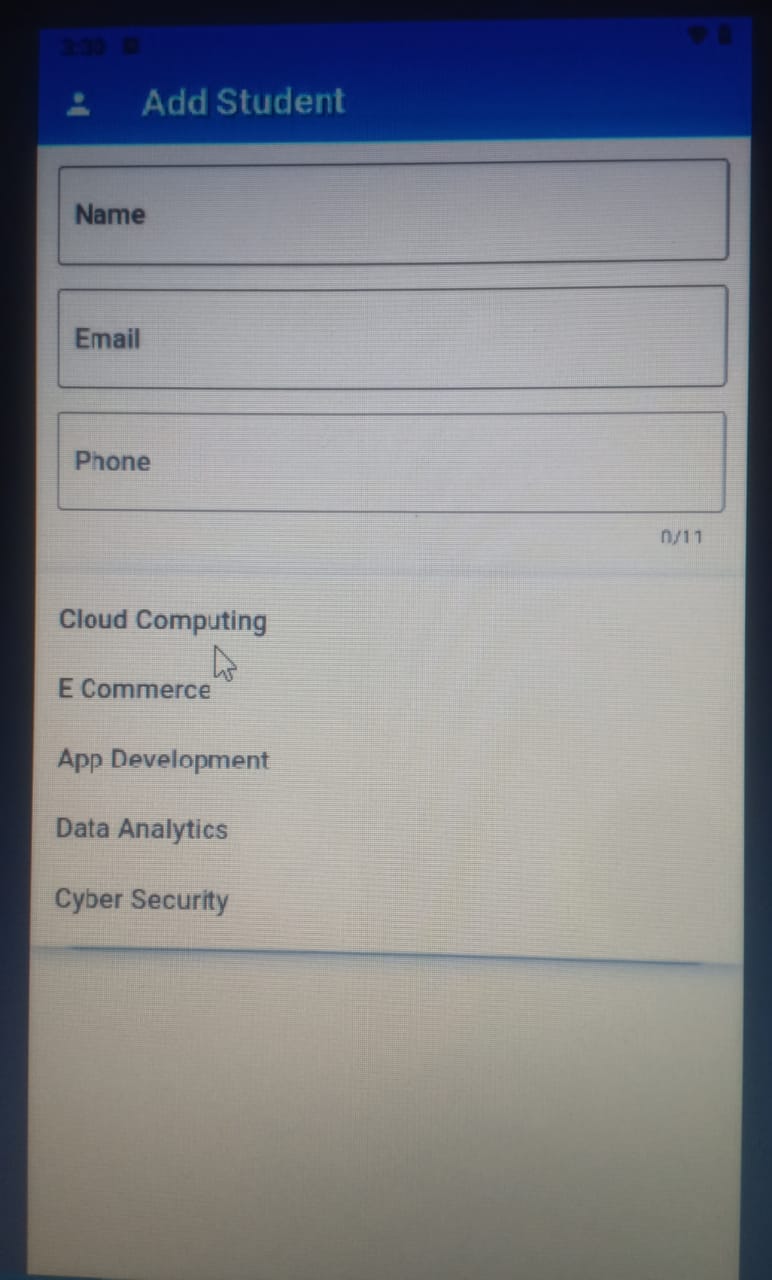 3:30
Add Student
Name
Email
Phone
0/11
Cloud Computing
E Commerce
App Development
Data Analytics
Cyber Security